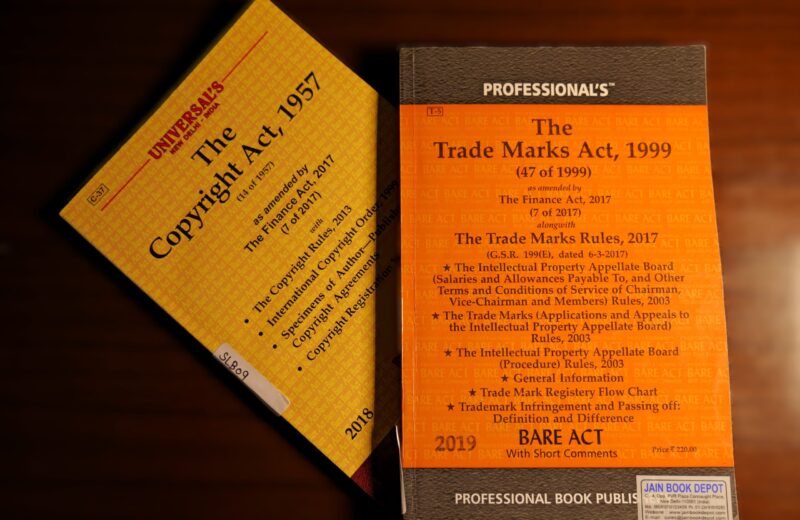 UNIVERSAL'S
NEW DELHI - INDIA
C-37
The
Copyright Act, 1957
(14 of 1957)
as amended by
The Finance Act, 2017
(7 of 2017)
with
• The Copyright Rules, 2013
• International Copyright Order, 1999
• Specimens of Author—Publish
Copyright Agreements
• Copyright Registration
SLB09
2018
PROFESSIONAL'S™
T-9
The
Trade Marks Act, 1999
(47 of 1999)
as amended by
The Finance Act, 2017
(7 of 2017)
alongwith
The Trade Marks Rules, 2017
(G.S.R. 199(E), dated 6-3-2017)
★ The Intellectual Property Appellate Board
(Salaries and Allowances Payable To, and Other
Terms and Conditions of Service of Chairman,
Vice-Chairman and Members) Rules, 2003
★ The Trade Marks (Applications and Appeals to
the Intellectual Property Appellate Board)
Rules, 2003
★ The Intellectual Property Appellate Board
(Procedure) Rules, 2003
★ General Information
★ Trade Mark Registery Flow Chart
★ Trademark Infringement and Passing off:
Definition and Difference
2019 BARE ACT
With Short Comments
Price ₹ 220.00
PROFESSIONAL BOOK PUBLIS
JAIN BOOK DEPOT